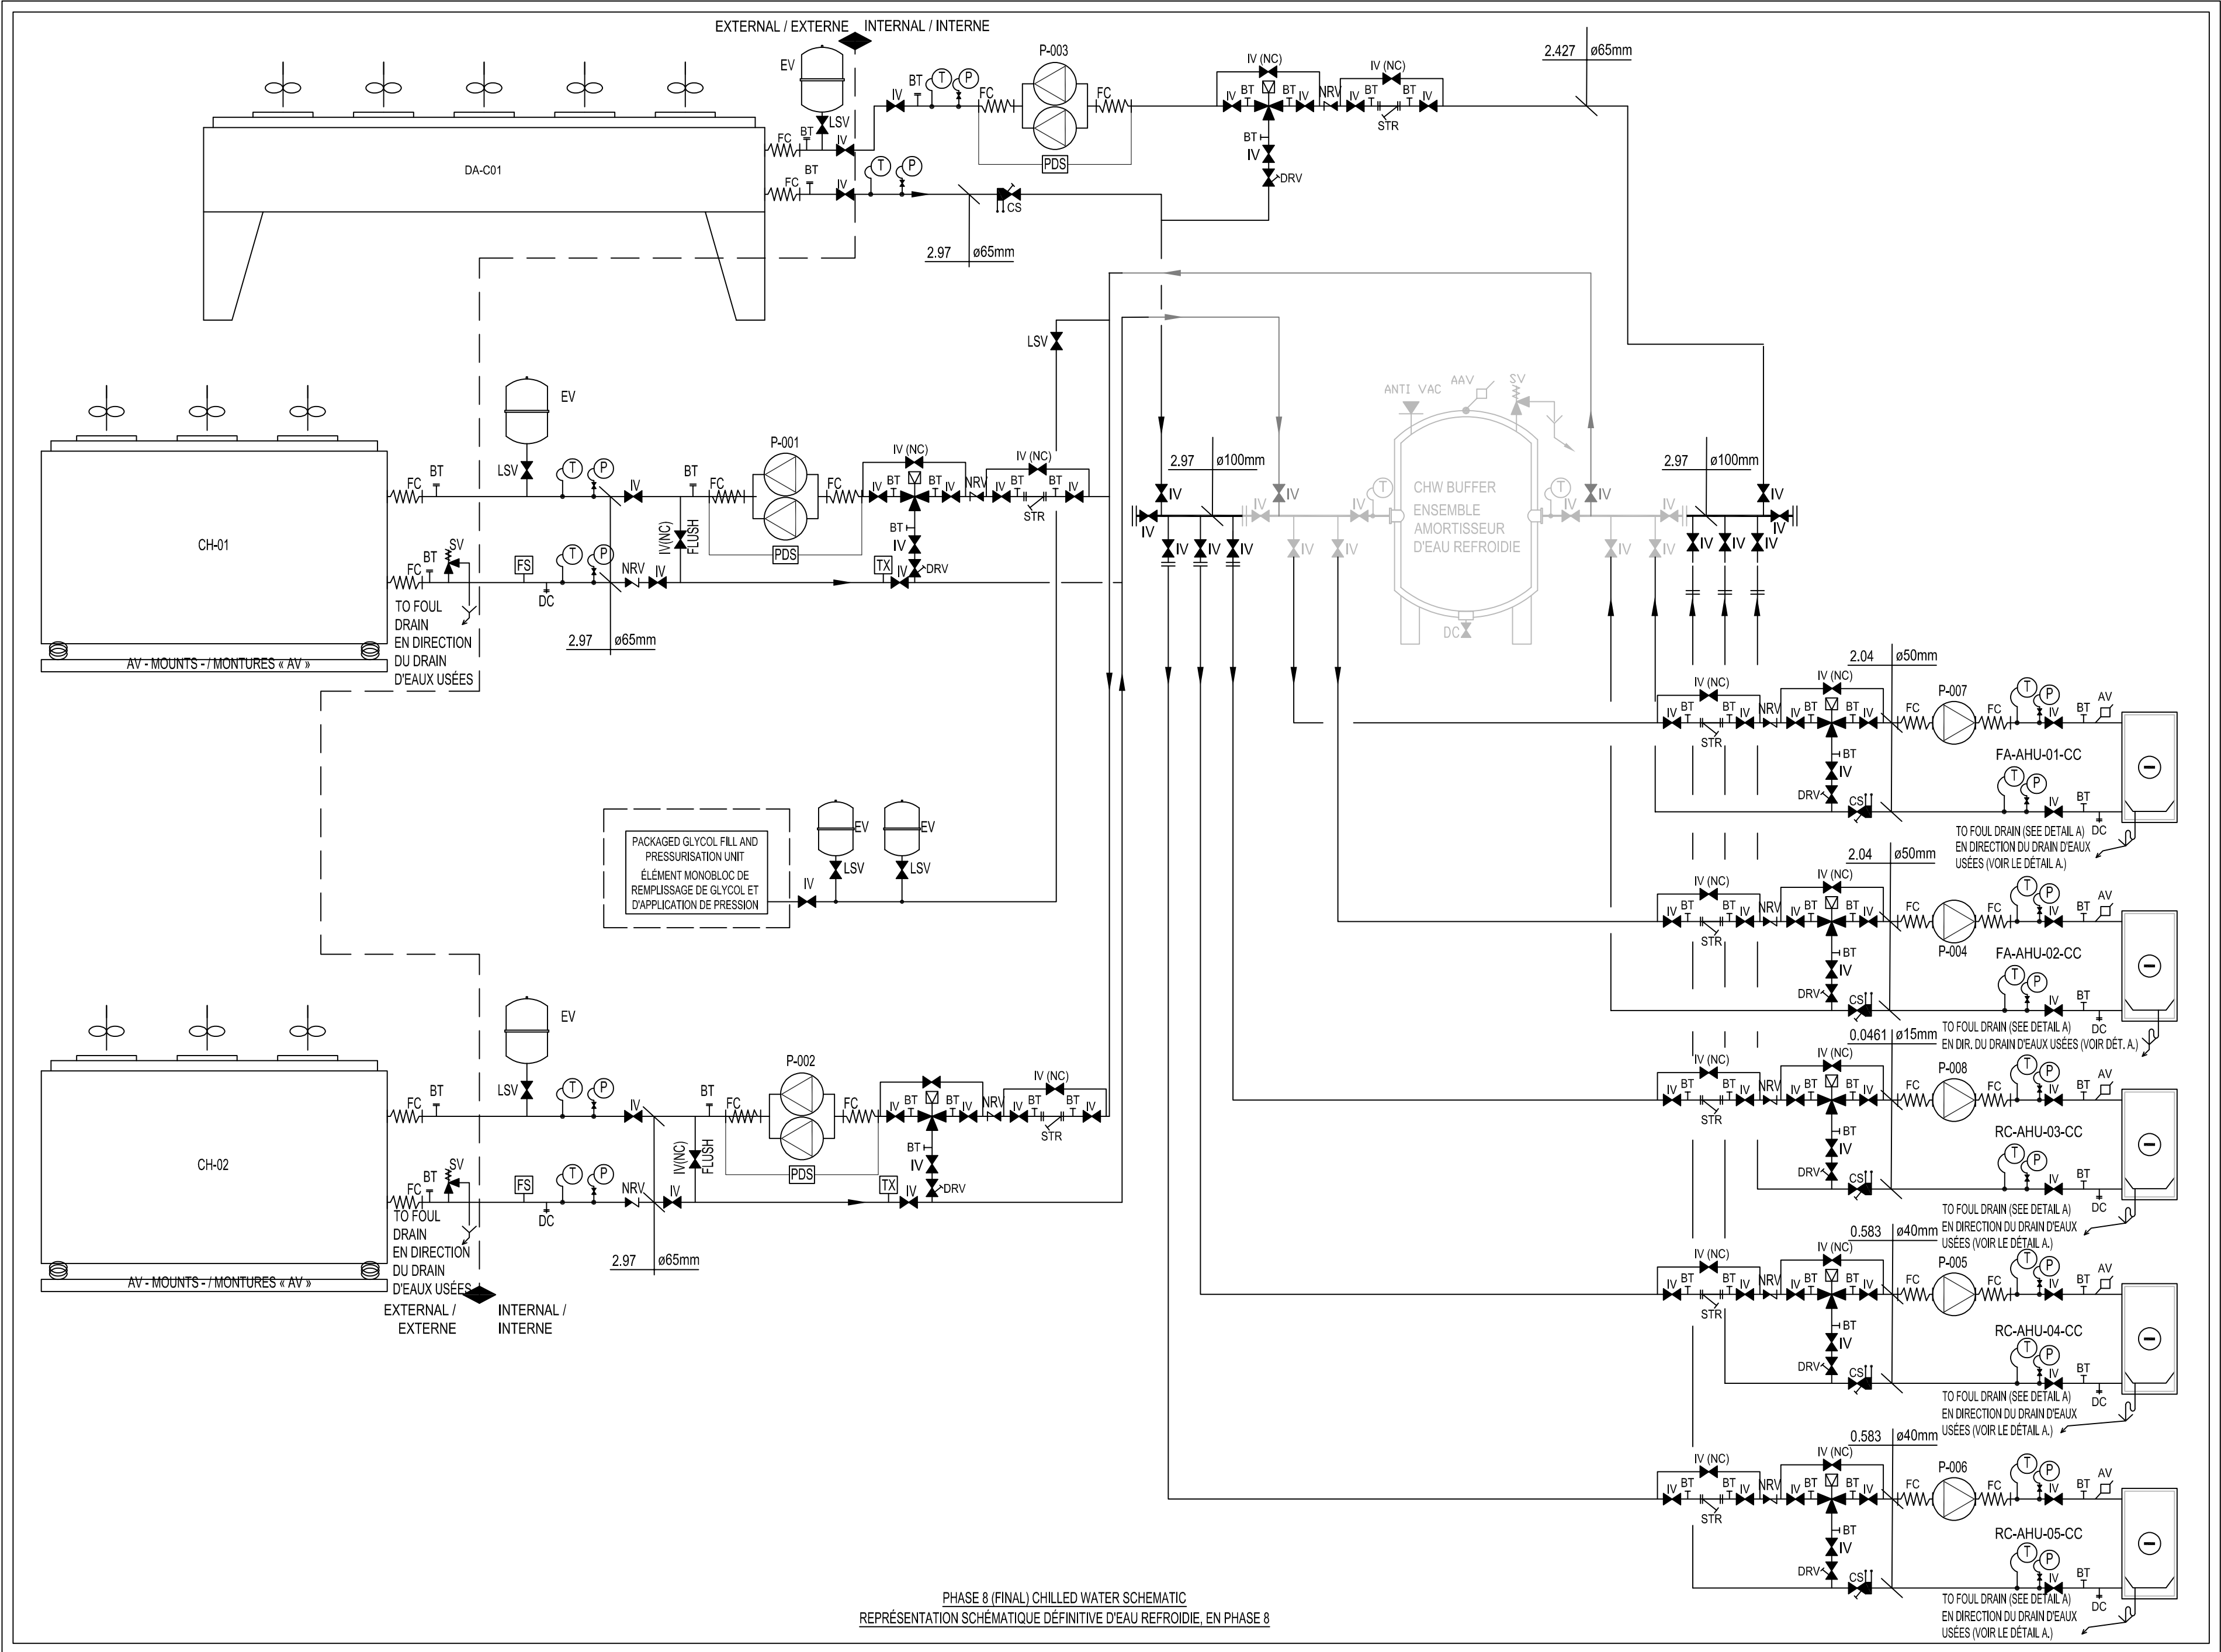 EXTERNAL / EXTERNE
INTERNAL / INTERNE
EV
LSV
DA-C01
FC
BT
IV
FC
BT
IV
T
P
CS
2.97
ø65mm
IV
BT
T
P
FC
P-003
FC
PDS
IV (NC)
IV
BT
BT
IV
NRV
IV (NC)
IV
BT
BT
IV
STR
BT
IV
DRV
2.427
ø65mm
LSV
CH-01
AV - MOUNTS - / MONTURES « AV »
FC
BT
LSV
EV
T
P
IV
FC
BT
SV
TO FOUL
DRAIN
EN DIRECTION
DU DRAIN
D'EAUX USÉES
FS
DC
T
P
NRV
IV
2.97
ø65mm
IV(NC)
FLUSH
BT
FC
P-001
FC
PDS
IV (NC)
IV
BT
BT
IV
NRV
IV (NC)
IV
BT
BT
IV
STR
BT
IV
DRV
TX
IV
2.97
ø100mm
IV
IV
IV
IV
IV
IV
IV
IV
IV
IV
T
ANTI VAC
AAV
SV
CHW BUFFER
ENSEMBLE
AMORTISSEUR
D'EAU REFROIDIE
DC
T
IV
IV
IV
IV
IV
2.97
ø100mm
IV
IV
IV
IV
IV
PACKAGED GLYCOL FILL AND
PRESSURISATION UNIT
ÉLÉMENT MONOBLOC DE
REMPLISSAGE DE GLYCOL ET
D'APPLICATION DE PRESSION
IV
EV
LSV
EV
LSV
CH-02
AV - MOUNTS - / MONTURES « AV »
FC
BT
LSV
EV
T
P
IV
FC
BT
SV
TO FOUL
DRAIN
EN DIRECTION
DU DRAIN
D'EAUX USÉES
FS
DC
T
P
NRV
IV
2.97
ø65mm
IV(NC)
FLUSH
BT
FC
P-002
FC
PDS
IV
BT
BT
IV
NRV
IV (NC)
IV
BT
BT
IV
STR
BT
IV
DRV
TX
IV
EXTERNAL /
EXTERNE
INTERNAL /
INTERNE
2.04
ø50mm
IV (NC)
IV
BT
BT
IV
STR
NRV
IV (NC)
IV
BT
BT
IV
BT
IV
DRV
FC
P-007
FC
T
P
IV
BT
AV
FA-AHU-01-CC
CS
T
P
IV
BT
DC
TO FOUL DRAIN (SEE DETAIL A)
EN DIRECTION DU DRAIN D'EAUX
USÉES (VOIR LE DÉTAIL A.)
2.04
ø50mm
IV (NC)
IV
BT
BT
IV
STR
NRV
IV (NC)
IV
BT
BT
IV
BT
IV
DRV
FC
P-004
FC
T
P
IV
BT
AV
FA-AHU-02-CC
CS
T
P
IV
BT
DC
TO FOUL DRAIN (SEE DETAIL A)
EN DIR. DU DRAIN D'EAUX USÉES (VOIR DÉT. A.)
0.0461
ø15mm
IV (NC)
IV
BT
BT
IV
STR
NRV
IV (NC)
IV
BT
BT
IV
BT
IV
DRV
FC
P-008
FC
T
P
IV
BT
AV
RC-AHU-03-CC
CS
T
P
IV
BT
DC
TO FOUL DRAIN (SEE DETAIL A)
EN DIRECTION DU DRAIN D'EAUX
USÉES (VOIR LE DÉTAIL A.)
0.583
ø40mm
IV (NC)
IV
BT
BT
IV
STR
NRV
IV (NC)
IV
BT
BT
IV
BT
IV
DRV
FC
P-005
FC
T
P
IV
BT
AV
RC-AHU-04-CC
CS
T
P
IV
BT
DC
TO FOUL DRAIN (SEE DETAIL A)
EN DIRECTION DU DRAIN D'EAUX
USÉES (VOIR LE DÉTAIL A.)
0.583
ø40mm
IV (NC)
IV
BT
BT
IV
STR
NRV
IV (NC)
IV
BT
BT
IV
BT
IV
DRV
FC
P-006
FC
T
P
IV
BT
AV
RC-AHU-05-CC
CS
T
P
IV
BT
DC
TO FOUL DRAIN (SEE DETAIL A)
EN DIRECTION DU DRAIN D'EAUX
USÉES (VOIR LE DÉTAIL A.)
PHASE 8 (FINAL) CHILLED WATER SCHEMATIC
REPRÉSENTATION SCHÉMATIQUE DÉFINITIVE D'EAU REFROIDIE, EN PHASE 8